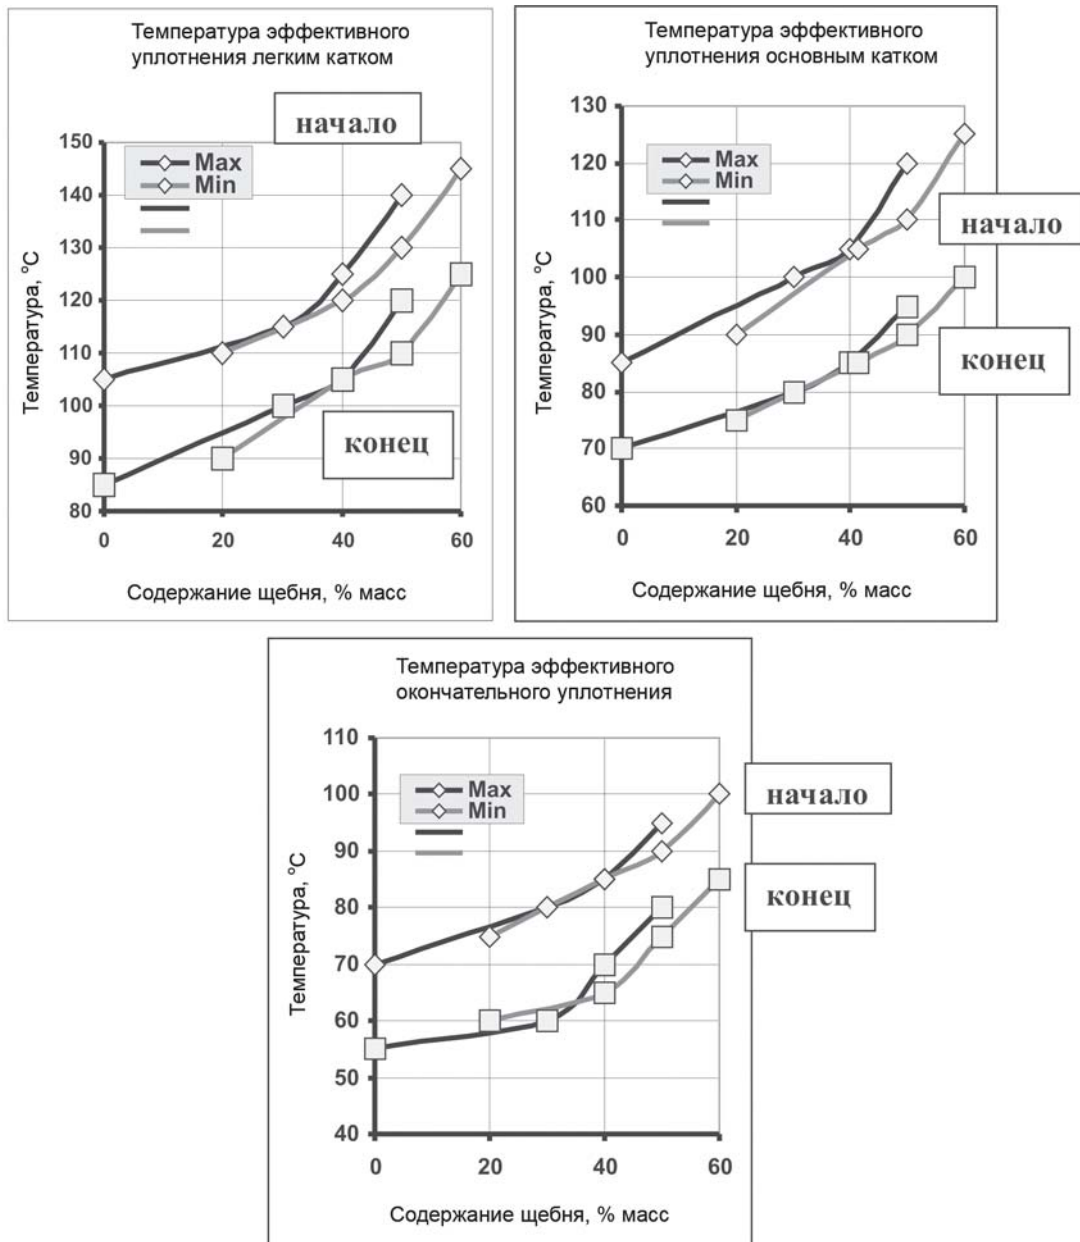 Температура эффективного
уплотнения легким катком
начало
Max
Min
150
140
130
120
110
100
90
80
Температура, °C
конец
0
20
40
60
Содержание щебня, % масс
Температура эффективного
уплотнения основным катком
130
120
110
100
90
80
70
60
Max
Min
начало
конец
Температура, °C
0
20
40
60
Содержание щебня, % масс
Температура эффективного
окончательного уплотнения
110
100
90
80
70
60
50
40
Max
Min
начало
конец
Температура, °C
0
20
40
60
Содержание щебня, % масс